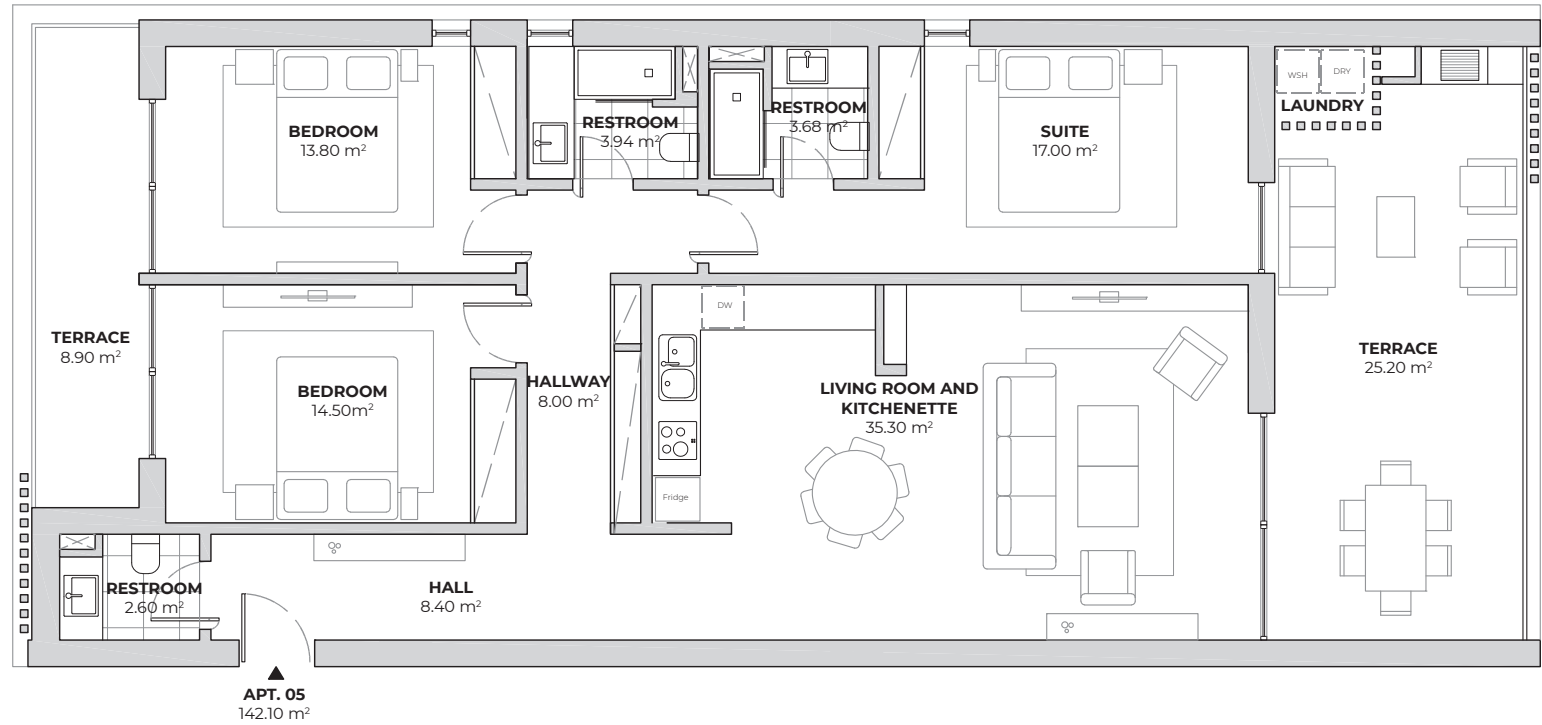 BEDROOM
13.80 m²
RESTROOM
3.94 m²
RESTROOM
3.68 m²
SUITE
17.00 m²
WSH
DRY
LAUNDRY
TERRACE
8.90 m²
BEDROOM
14.50m²
HALLWAY
8.00 m²
DW
Fridge
LIVING ROOM AND
KITCHENETTE
35.30 m²
TERRACE
25.20 m²
RESTROOM
2.60 m²
HALL
8.40 m²
APT. 05
142.10 m²